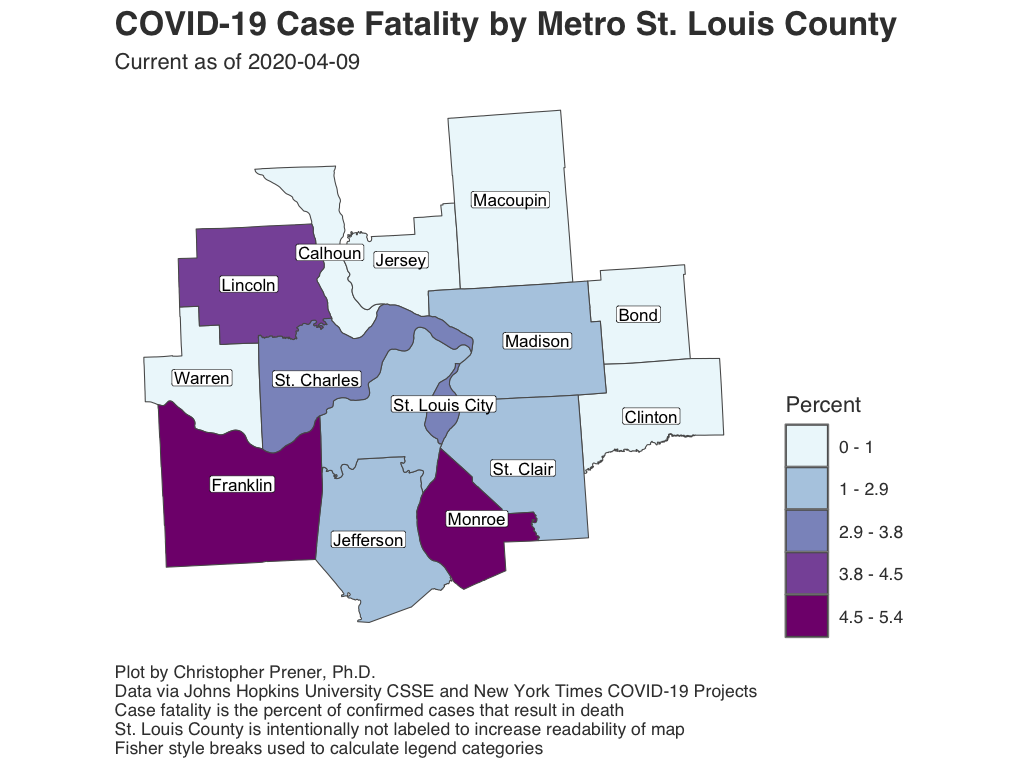 COVID-19 Case Fatality by Metro St. Louis County
Current as of 2020-04-09
Macoupin
Calhoun
Jersey
Lincoln
Bond
Madison
Warren
St. Charles
St. Louis City
Clinton
St. Clair
Franklin
Monroe
Jefferson
Percent
0 - 1
1 - 2.9
2.9 - 3.8
3.8 - 4.5
4.5 - 5.4
Plot by Christopher Prener, Ph.D.
Data via Johns Hopkins University CSSE and New York Times COVID-19 Projects
Case fatality is the percent of confirmed cases that result in death
St. Louis County is intentionally not labeled to increase readability of map
Fisher style breaks used to calculate legend categories